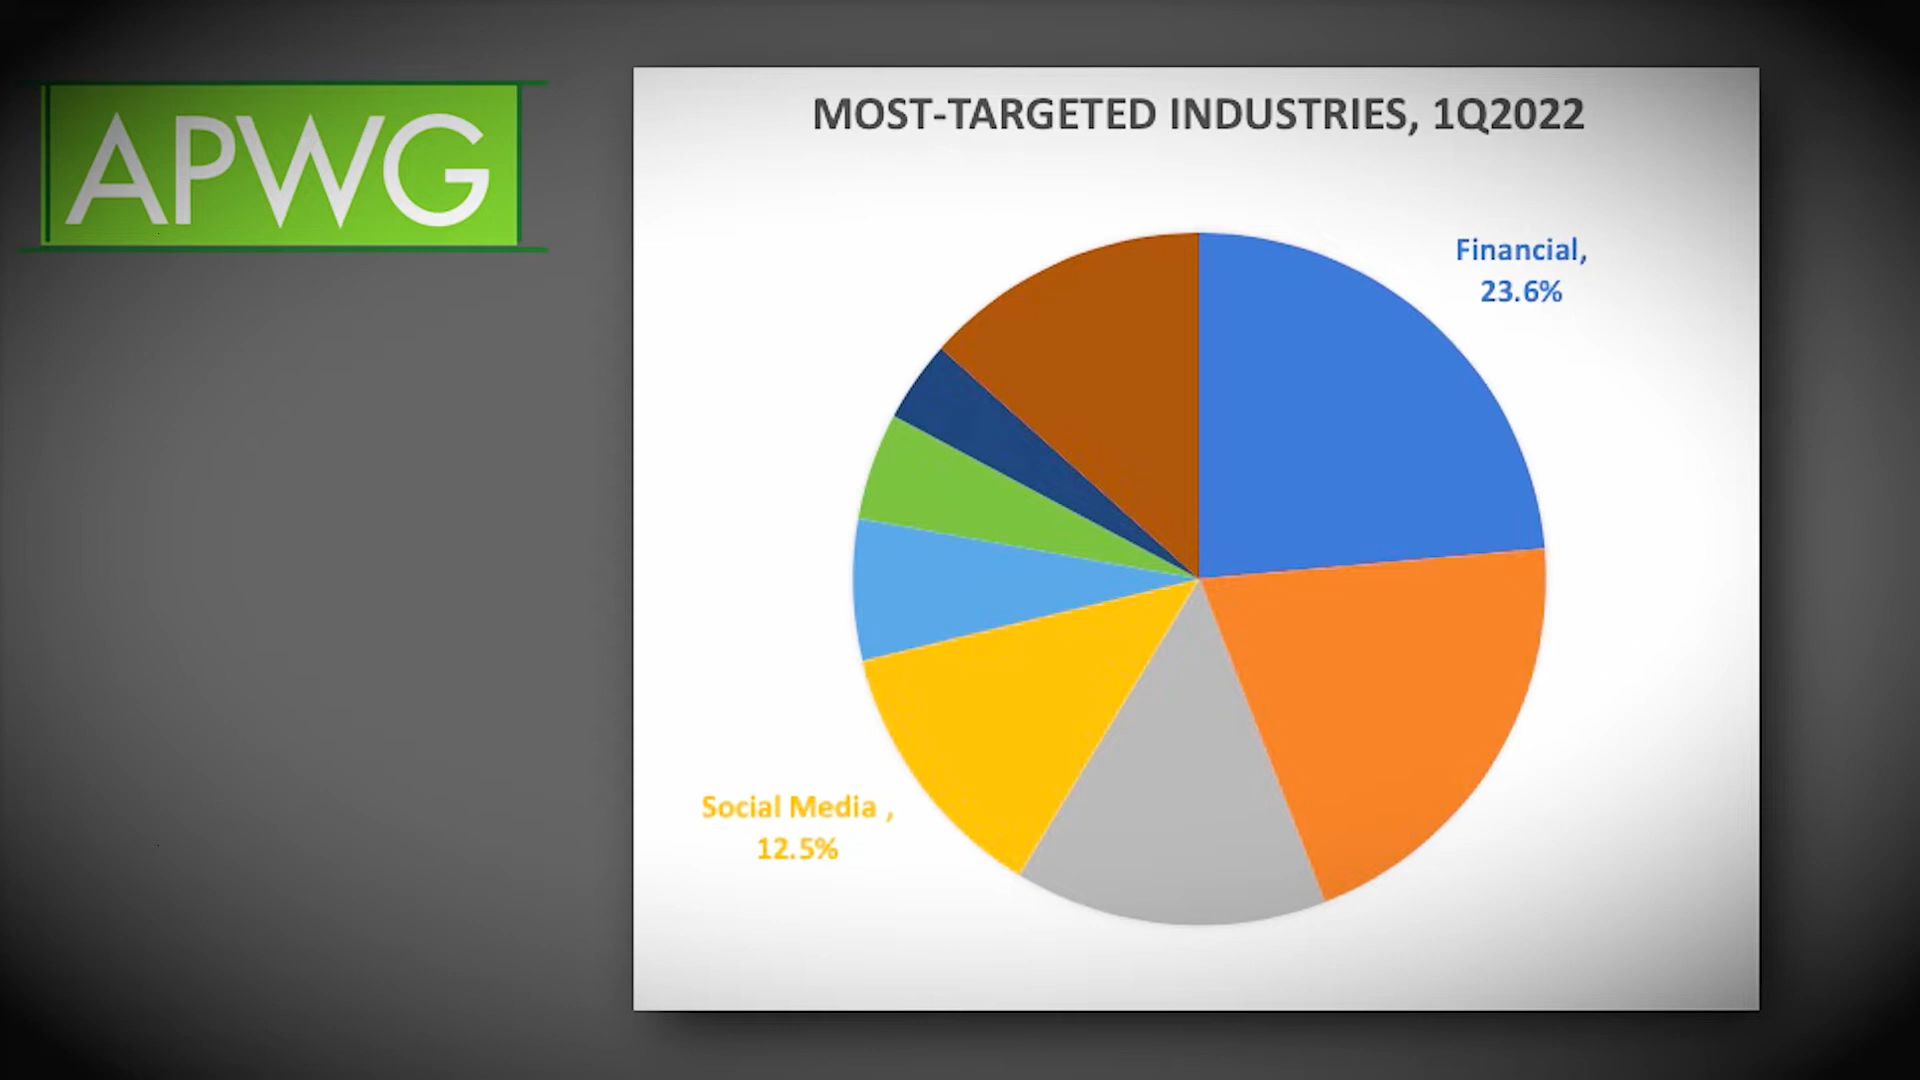 APWG
MOST-TARGETED INDUSTRIES, 1Q2022
Financial,
23.6%
Social Media ,
12.5%